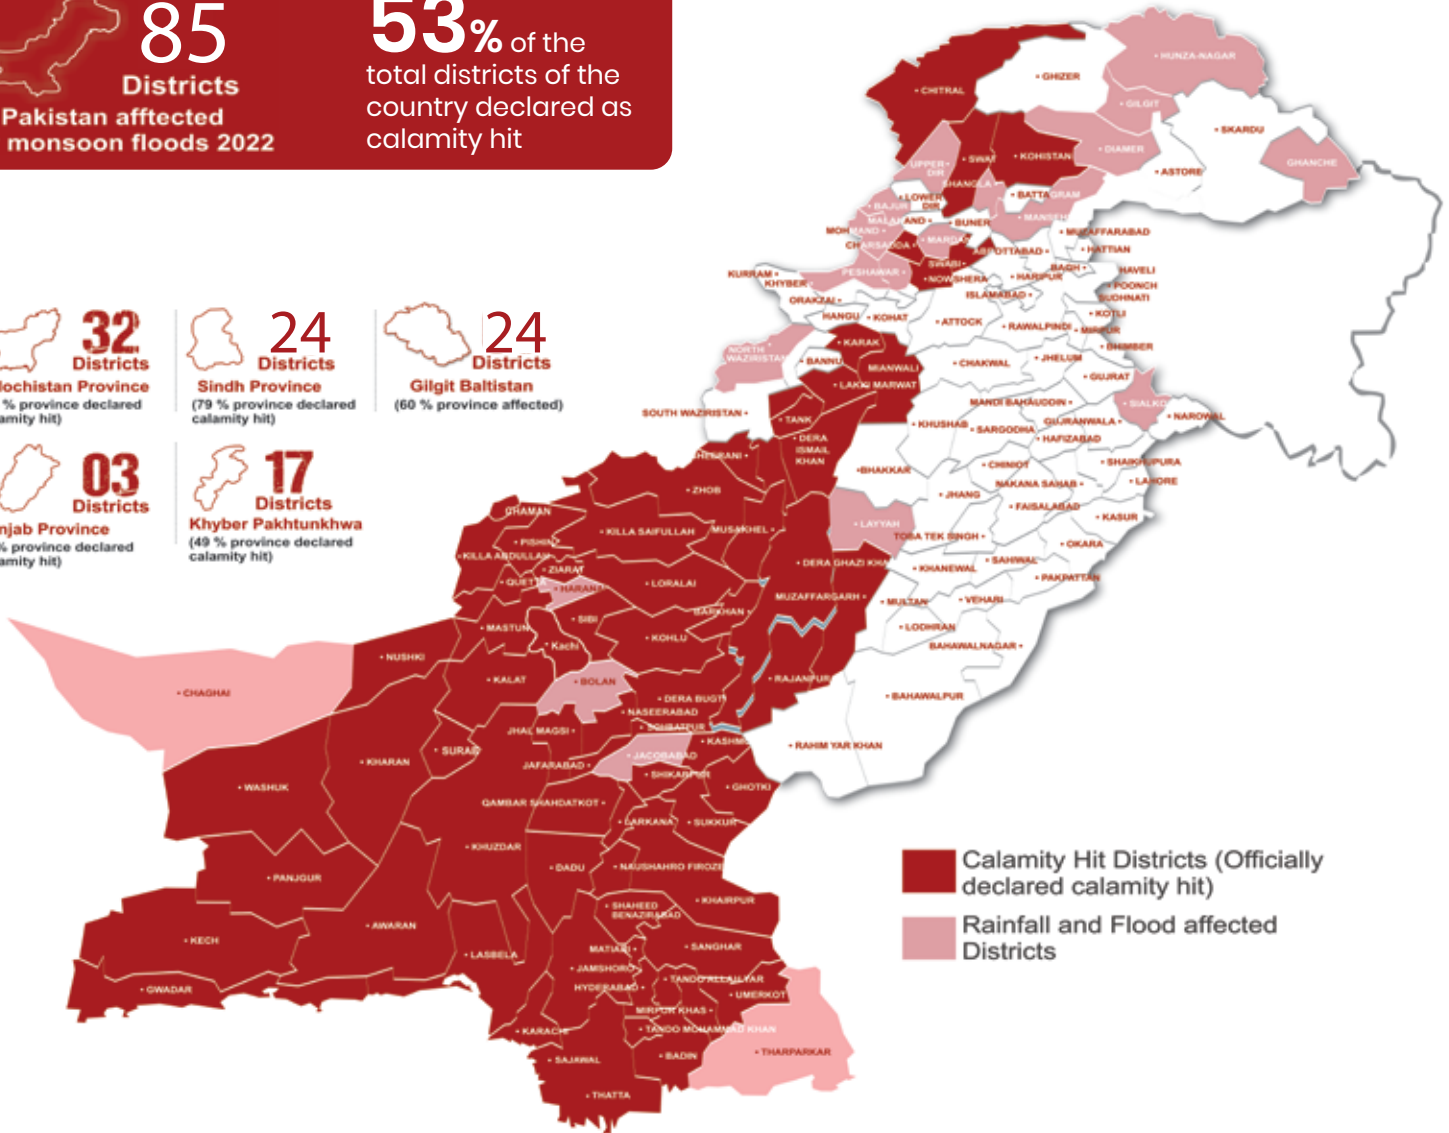 85
Districts
Pakistan afftected
monsoon floods 2022
53% of the
total districts of the
country declared as
calamity hit
32
Districts
lochistan Province
% province declared
amity hit)
24
Districts
Sindh Province
(79 % province declared
calamity hit)
24
Districts
Gilgit Baltistan
(60 % province affected)
03
Districts
njab Province
% province declared
amity hit)
17
Districts
Khyber Pakhtunkhwa
(49 % province declared
calamity hit)
HUNZA-NAGAR
GHIZER
CHITRAL
GILGIT
SKARDU
DIAMER
KOHISTAN
SWAT
UPPER
DIR
GHANCHE
ASTORE
SHANGLA
BATTAGRAM
LOWER
DIR
BAJUR
MANSEH
MALAKAND
BUNER
MOHMAND
MUZAFFARABAD
MARDAN
CHARSADDA
HATTIAN
ABBOTTABAD
SWABI
PESHAWAR
BAGH
HAVELI
KURRAM
KHYBER
NOWSHERA
HARIPUR
POONCH
ISLAMABAD
SUDHNATI
ORAKZAI
KOTLI
HANGU
KOHAT
ATTOCK
RAWALPINDI
MIRPUR
KARAK
BHIMBER
NORTH
WAZIRISTAN
BANNU
CHAKWAL
JHELUM
MIANWALI
GUJRAT
LAKKI MARWAT
MANDI BAHAUDDIN
SIALKO
SOUTH WAZIRISTAN
NAROWAL
TANK
KHUSHAB
SARGODHA
GUJRANWALA
DERA
ISMAIL
KHAN
HAFIZABAD
HEERANI
BHAKKAR
CHINIOT
SHAIKHUPURA
NAKANA SAHAB
LAHORE
ZHOB
JHANG
CHAMAN
FAISALABAD
KASUR
LAYYAH
KILLA SAIFULLAH
MUSAKHEL
TOBA TEK SINGH
PISHIN
OKARA
KILLA ABDULLAH
DERA GHAZI KHA
SAHIWAL
ZIARAT
KHANEWAL
PAKPATTAN
QUETTA
HARANA
LORALAI
MUZAFFARGARH
MULTAN
VEHARI
BARKHAN
SIBI
MASTUN
LODHRAN
KOHLU
Kachi
BAHAWALNAGAR
NUSHKI
KALAT
BOLAN
RAJANPUR
CHAGHAI
DERA BUGT
BAHAWALPUR
NASEERABAD
JHAL MAGSI
SOHBATPUR
KASHM
RAHIM YAR KHAN
SURAB
JACOBABAD
KHARAN
JAFARABAD
SHIKARPUR
WASHUK
GHOTKI
QAMBAR SHAHDATKOT
LARKANA
SUKKUR
KHUZDAR
DADU
NAUSHAHRO FIROZE
PANJGUR
KHAIRPUR
SHAHEED
BENAZIRABAD
AWARAN
KECH
MATIARI
SANGHAR
LASBELA
JAMSHORO
TANDO ALLAILYAR
HYDERABAD
GWADAR
UMERKOT
MIRPUR KHAS
KARACHI
TANDO MOHAMMAD KHAN
THARPARKAR
SAJAWAL
BADIN
THATTA
Calamity Hit Districts (Officially
declared calamity hit)
Rainfall and Flood affected
Districts